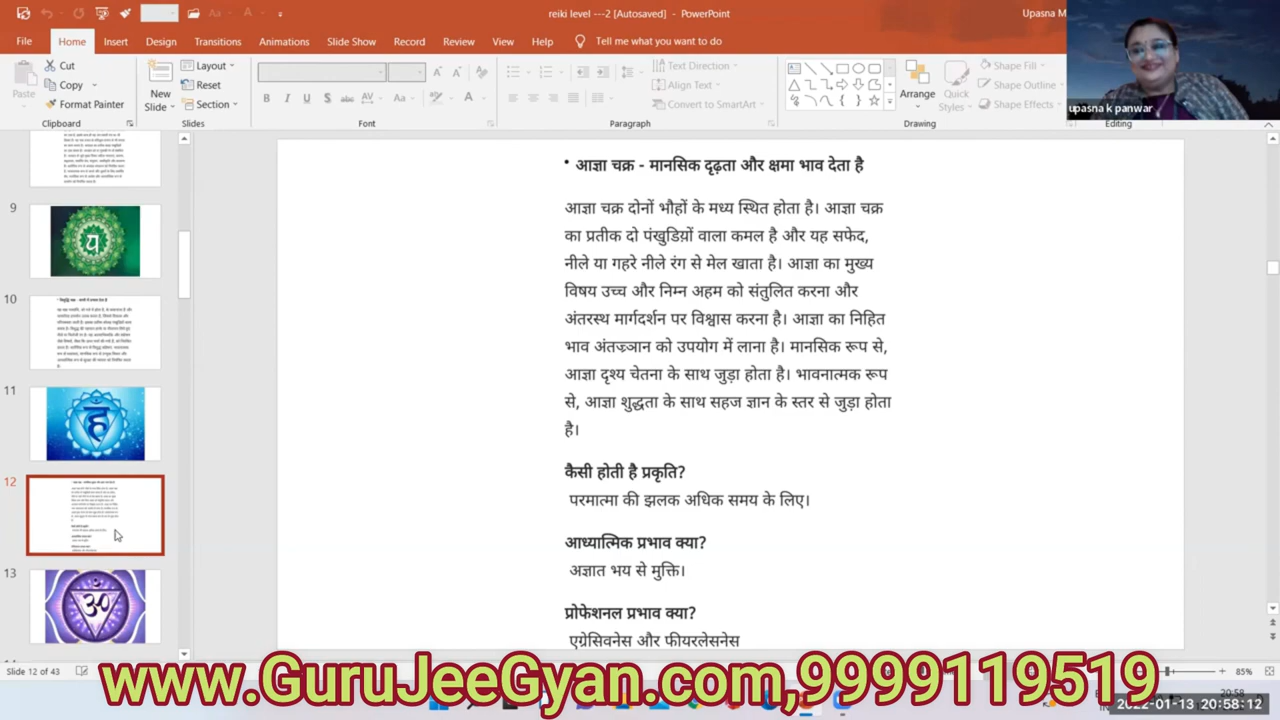 reiki level ---2 [Autosaved] - PowerPoint
Upasna M
File Home Insert Design Transitions Animations Slide Show Record Review View Help Tell me what you want to do
Cut
Copy
Format Painter
Paste
Clipboard
New
Slide
Layout
Reset
Section
Slides
Font
Text Direction
Align Text
Convert to SmartArt
Paragraph
Arrange
Quick
Styles
Shape Fill
Shape Outline
Shape Effects
Drawing
Editing
upasna k panwar
9
य
10
11
ह
12
13
ॐ
• आज्ञा चक्र - मानसिक दृढ़ता और क्षमा देता है
आज्ञा चक्र दोनों भौहों के मध्य स्थित होता है। आज्ञा चक्र
का प्रतीक दो पंखुडिय़ों वाला कमल है और यह सफेद,
नीले या गहरे नीले रंग से मेल खाता है। आज्ञा का मुख्य
विषय उच्च और निम्न अहम को संतुलित करना और
अंतरस्थ मार्गदर्शन पर विश्वास करना है। आज्ञा का निहित
भाव अंतज्ञ्ञान को उपयोग में लाना है। मानसिक रूप से,
आज्ञा दृश्य चेतना के साथ जुड़ा होता है। भावनात्मक रूप
से, आज्ञा शुद्धता के साथ सहज ज्ञान के स्तर से जुड़ा होता
है।
कैसी होती है प्रकृति?
परमात्मा की झलक अधिक समय के लिए।
आध्यात्मिक प्रभाव क्या?
अज्ञात भय से मुक्ति।
प्रोफेशनल प्रभाव क्या?
एग्रेसिवनेस और फीयरलेसनेस
Slide 12 of 43
85%
www.GuruJeeGyan.com,9999119519
20:58
2022-01-13 20:58:12